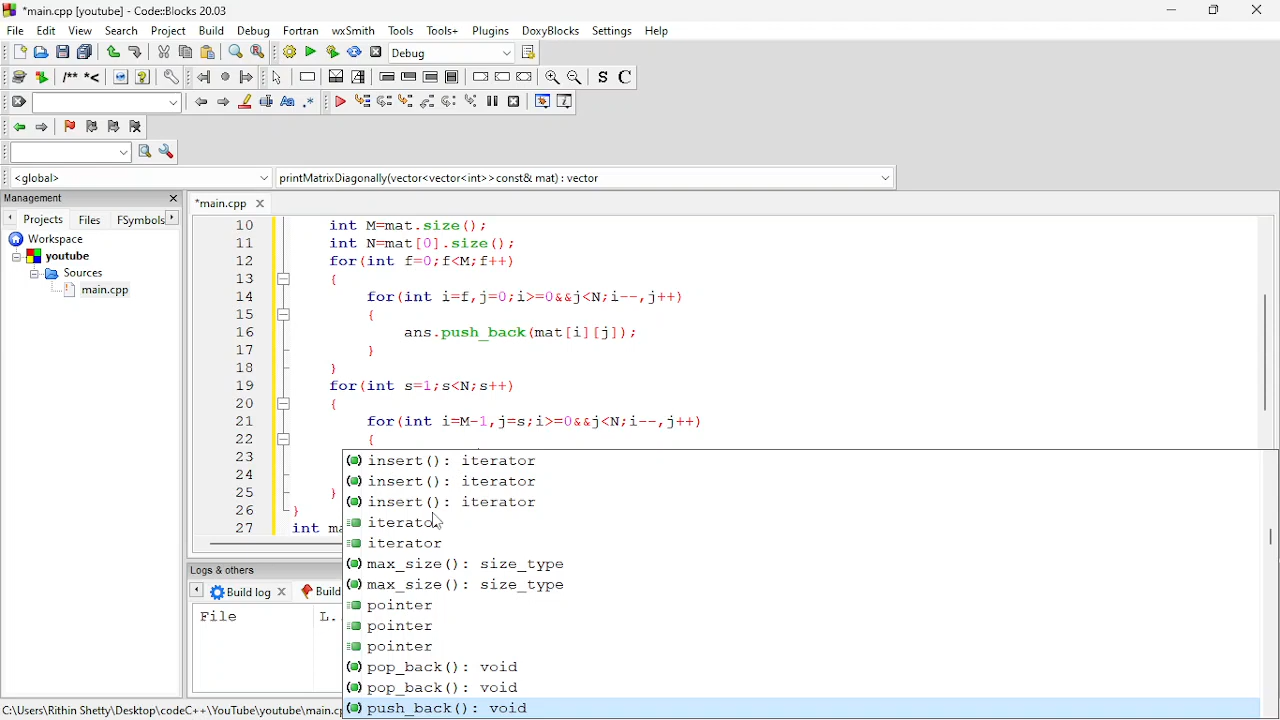 *main.cpp [youtube] - Code::Blocks 20.03
File Edit View Search Project Build Debug Fortran wxSmith Tools Tools+ Plugins DoxyBlocks Settings Help
Debug
/** *<
S C
Aa .*
<global>
printMatrixDiagonally(vector<vector<int>>const& mat) : vector
Management
*main.cpp
Projects Files FSymbols
Workspace
youtube
Sources
main.cpp
10 int M=mat.size();
11 int N=mat[0].size();
12 for(int f=0;f<M;f++)
13 {
14 for(int i=f,j=0;i>=0&&j<N;i--,j++)
15 {
16 ans.push_back(mat[i][j]);
17 }
18 }
19 for(int s=1;s<N;s++)
20 {
21 for(int i=M-1,j=s;i>=0&&j<N;i--,j++)
22 {
23
24
25 }
26 }
27 int ma
insert(): iterator
insert(): iterator
insert(): iterator
iterator
iterator
max_size(): size_type
max_size(): size_type
pointer
pointer
pointer
pop_back(): void
pop_back(): void
push_back(): void
Logs & others
Build log
Build
File L.
C:\Users\Rithin Shetty\Desktop\codeC++\YouTube\youtube\main.cp